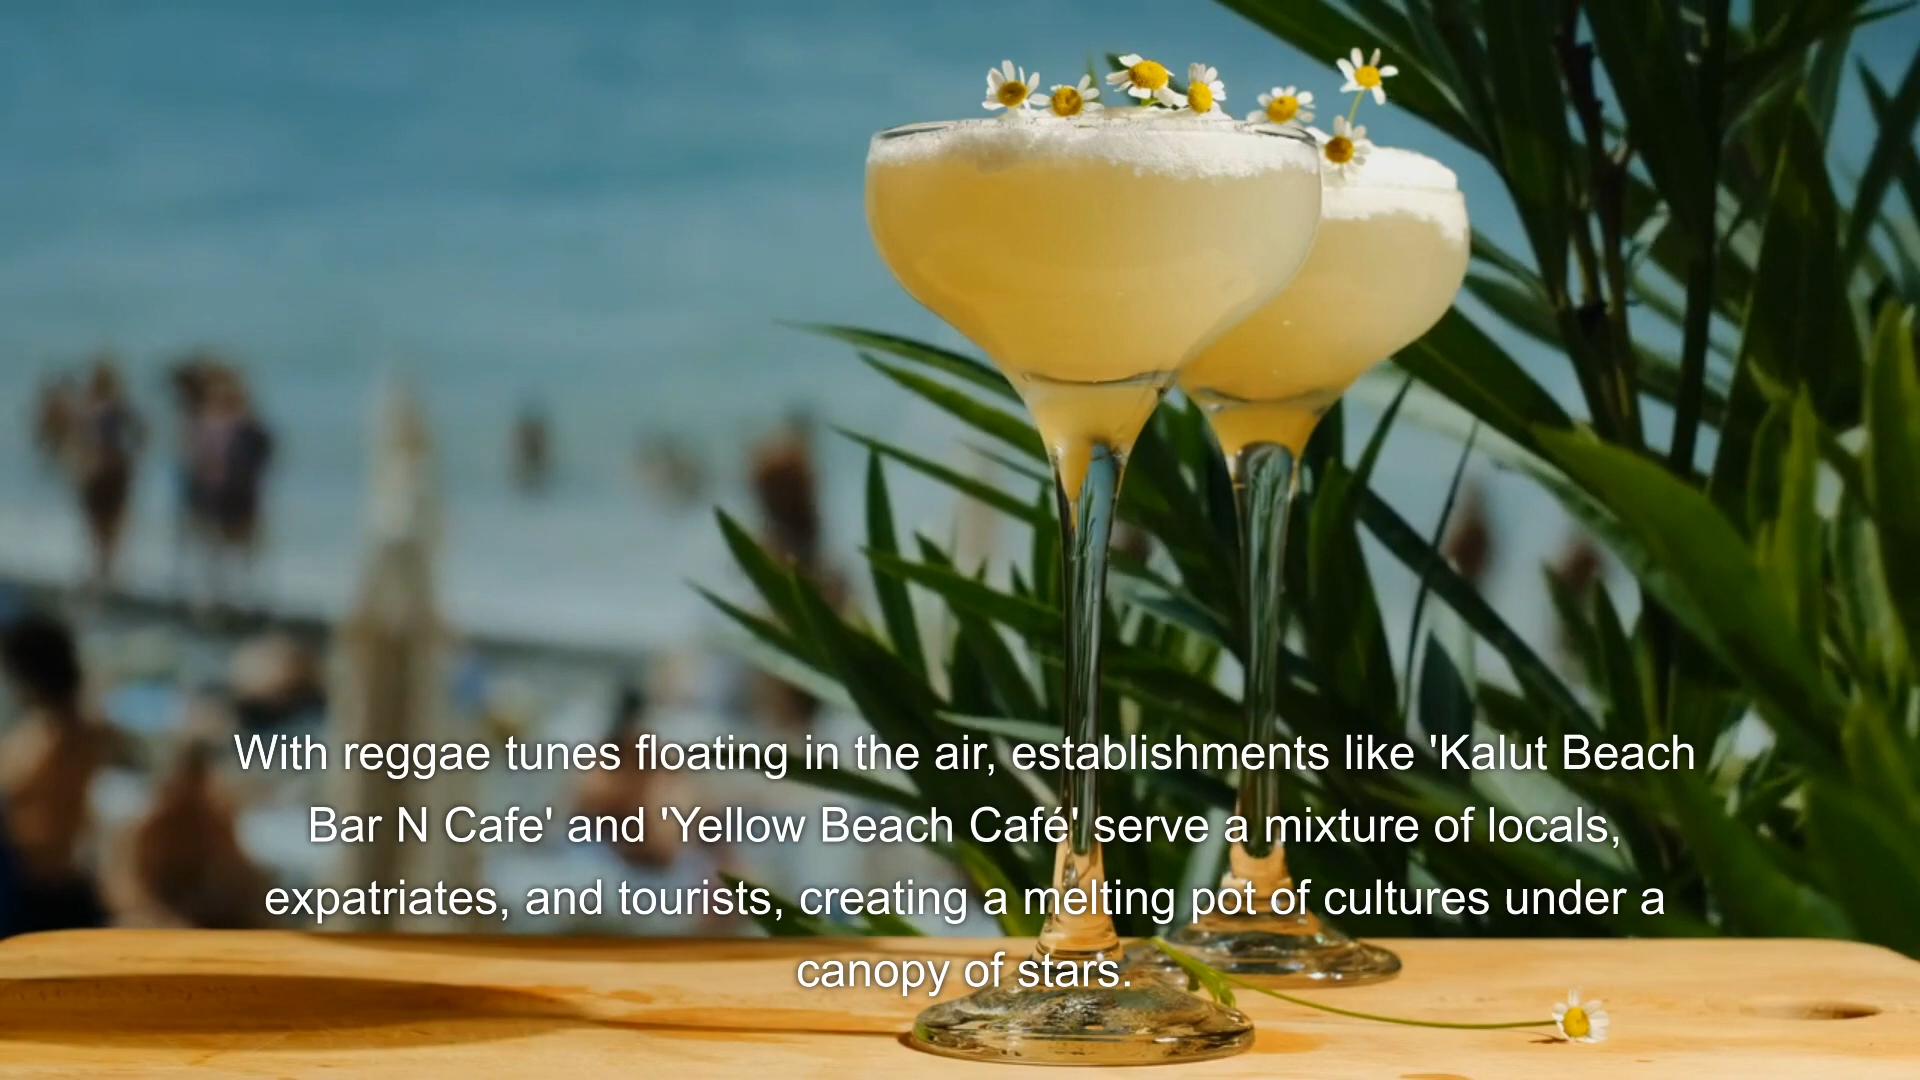 With reggae tunes floating in the air, establishments like 'Kalut Beach
Bar N Cafe' and 'Yellow Beach Café' serve a mixture of locals,
expatriates, and tourists, creating a melting pot of cultures under a
canopy of stars.